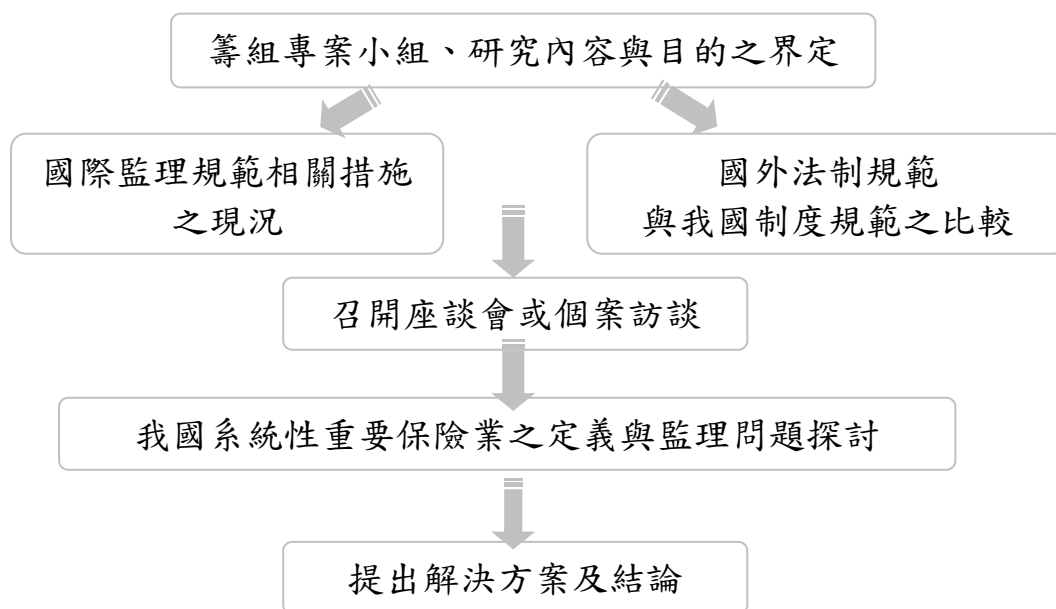 籌組專案小組、研究內容與目的之界定
國際監理規範相關措施
之現況
國外法制規範
與我國制度規範之比較
召開座談會或個案訪談
我國系統性重要保險業之定義與監理問題探討
提出解決方案及結論